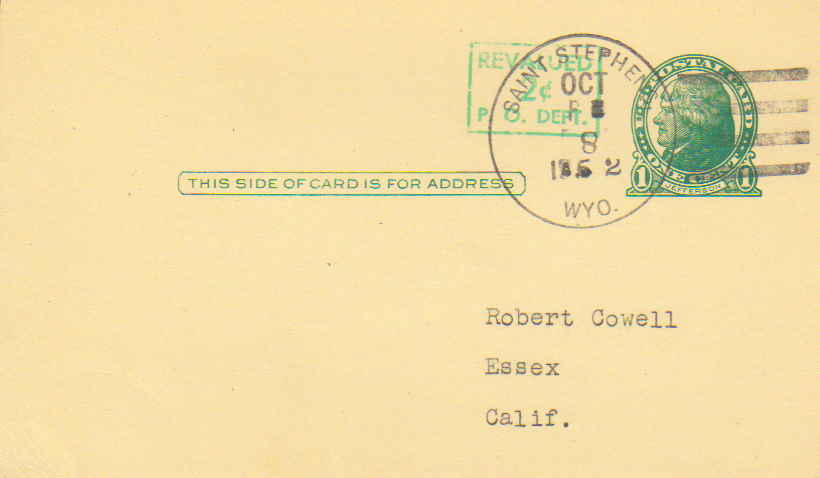 REVALUED
2¢
P. O. DEPT.
SAINT STEPHENS
OCT
8
1952
WYO.
U·S·POSTAL CARD
ONE CENT
1 JEFFERSON 1
THIS SIDE OF CARD IS FOR ADDRESS
Robert Cowell
Essex
Calif.